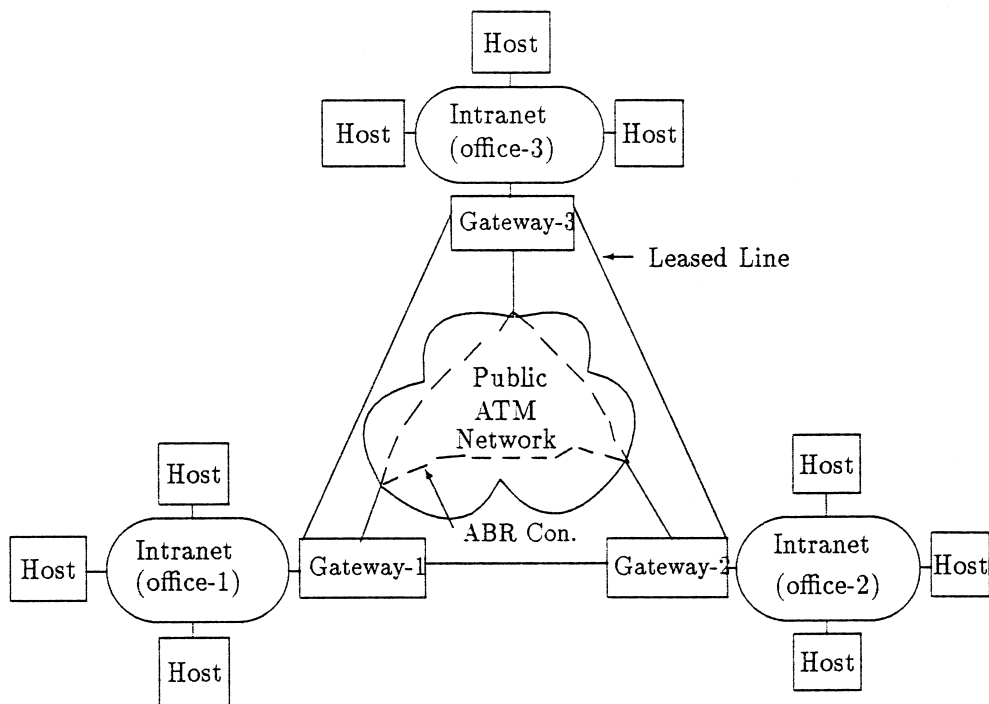 Host
Host
Intranet
(office-3)
Host
Gateway-3
Leased Line
Public
ATM
Network
Host
Host
ABR Con.
Host
Intranet
(office-1)
Gateway-1
Gateway-2
Intranet
(office-2)
Host
Host
Host